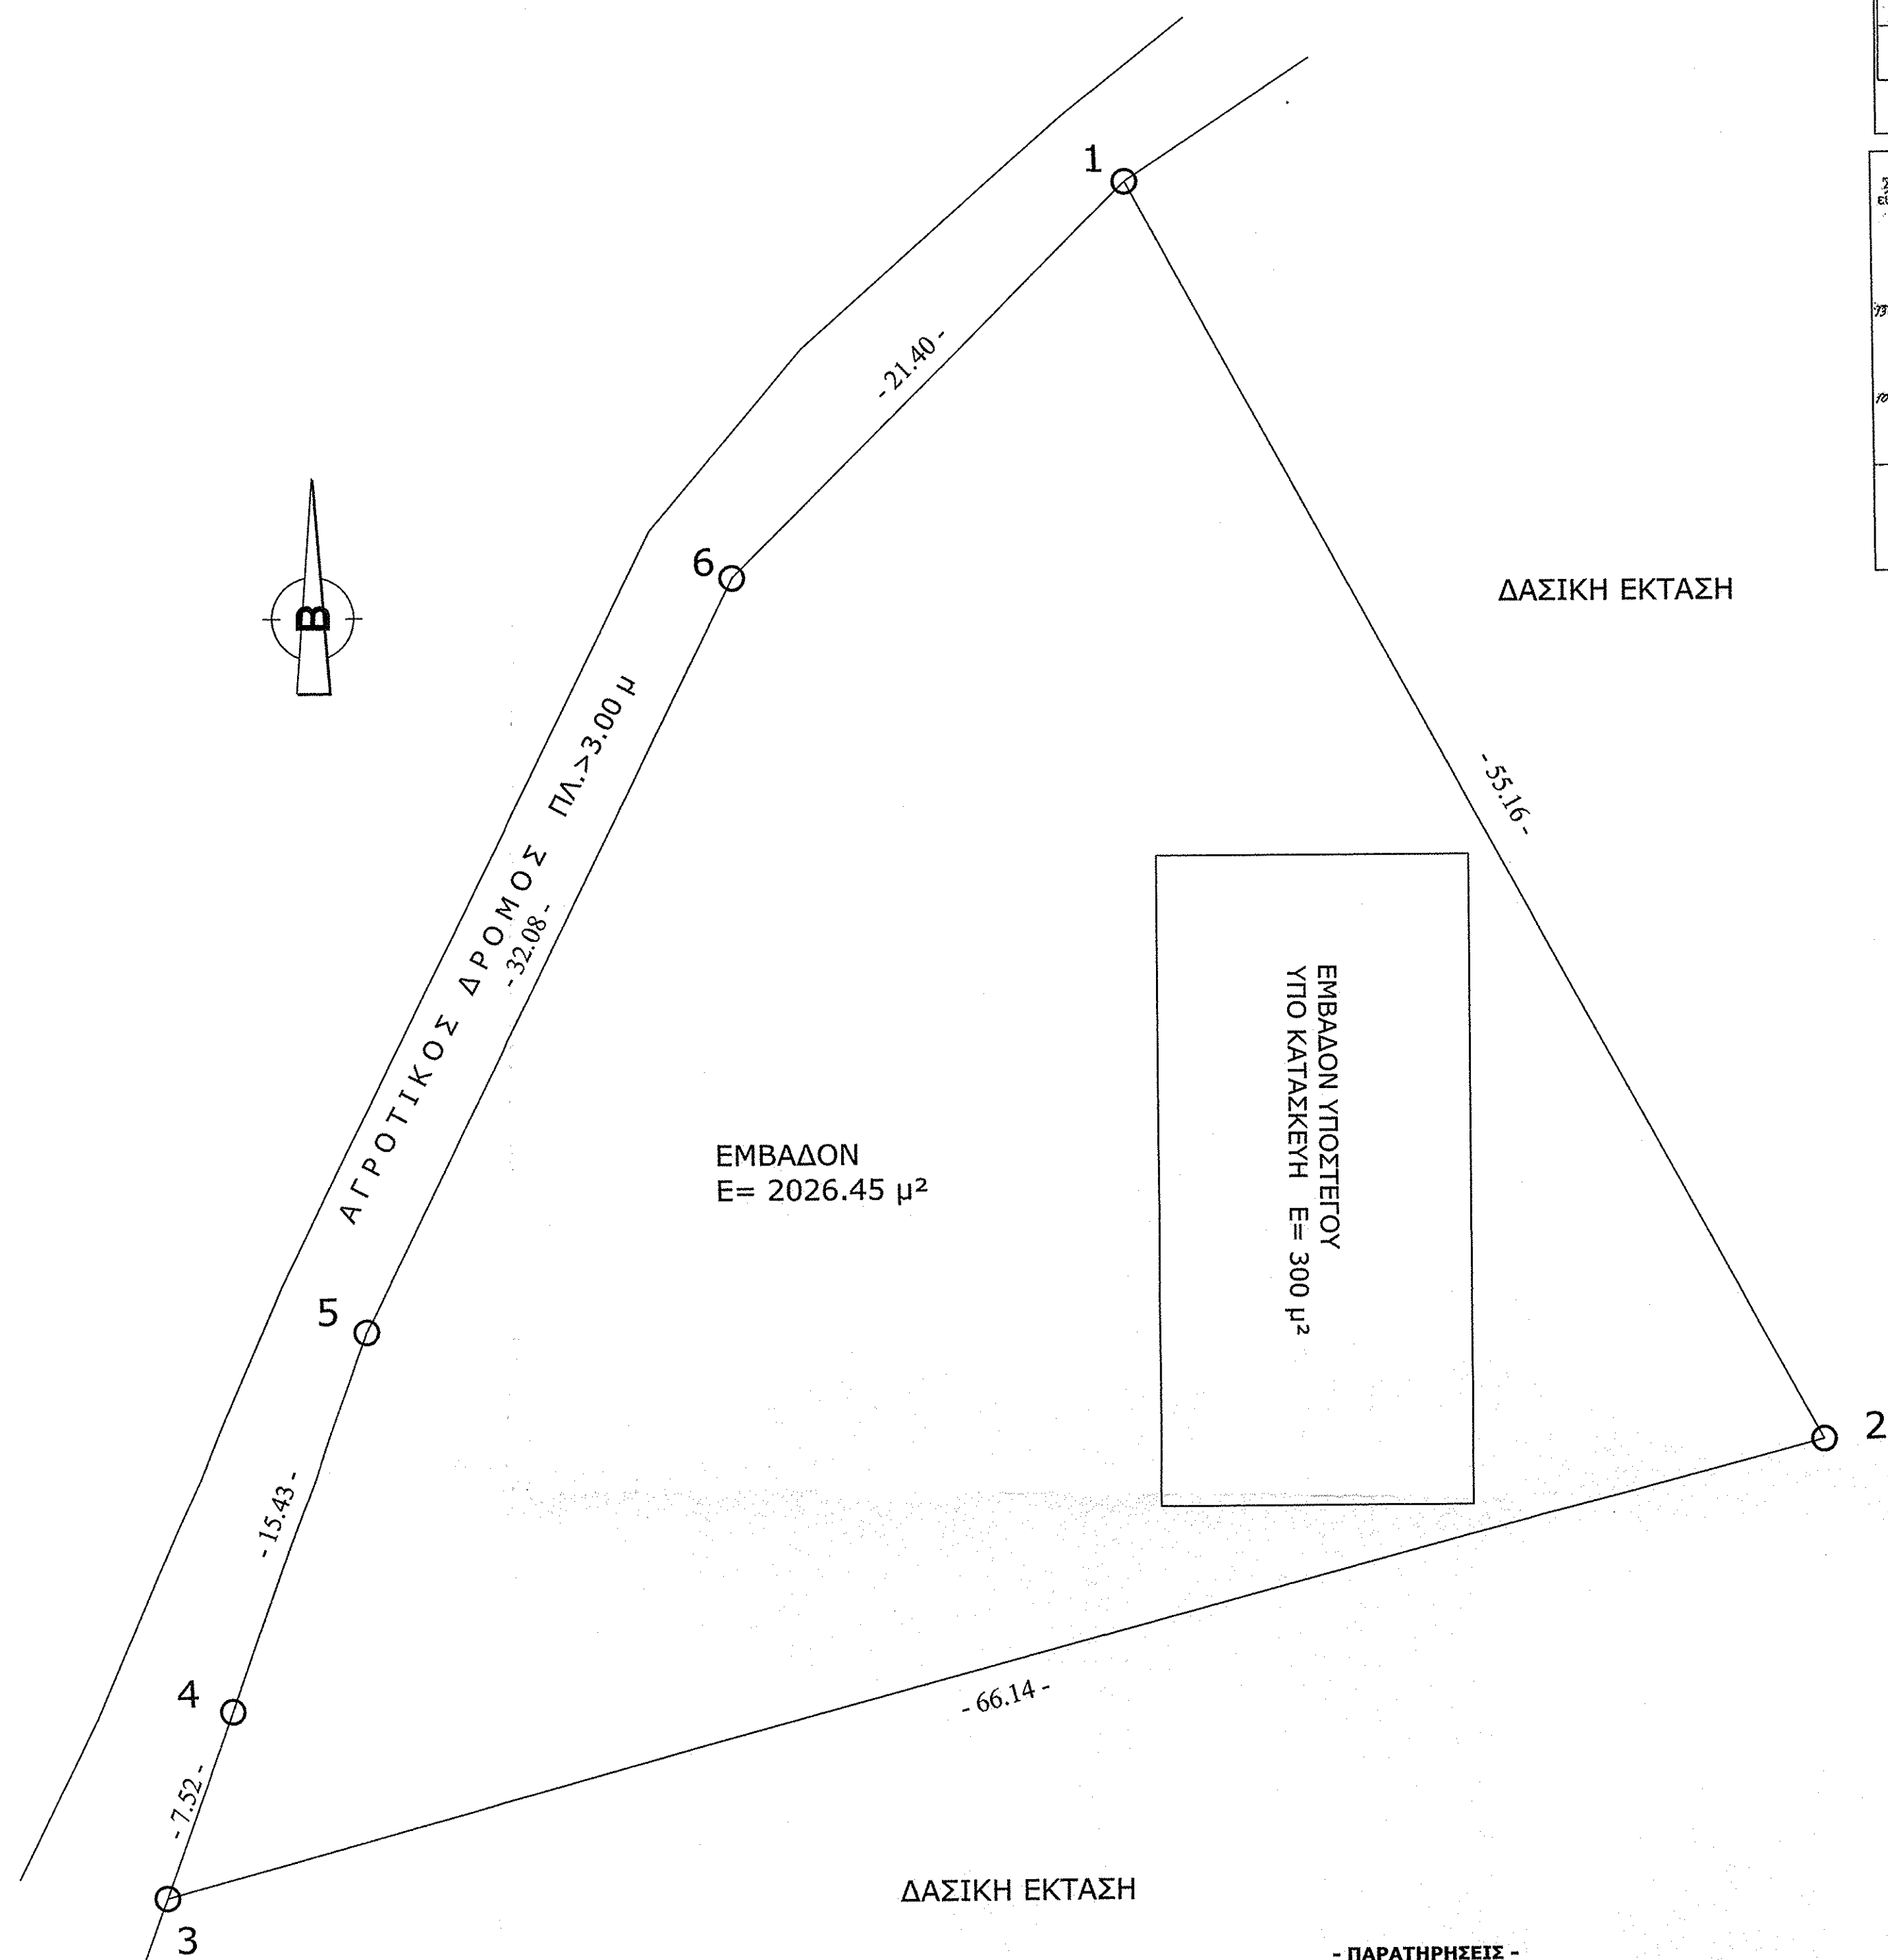 1
- 21.40 -
6
Β
ΔΑΣΙΚΗ ΕΚΤΑΣΗ
- 55.16 -
ΑΓΡΟΤΙΚΟΣ ΔΡΟΜΟΣ ΠΛ.>3.00 μ
- 32.08 -
ΕΜΒΑΔΟΝ ΥΠΟΣΤΕΓΟΥ
ΥΠΟ ΚΑΤΑΣΚΕΥΗ Ε= 300 μ²
ΕΜΒΑΔΟΝ
Ε= 2026.45 μ²
5
2
- 15.43 -
4
- 66.14 -
- 7.52 -
ΔΑΣΙΚΗ ΕΚΤΑΣΗ
3
- ΠΑΡΑΤΗΡΗΣΕΙΣ -